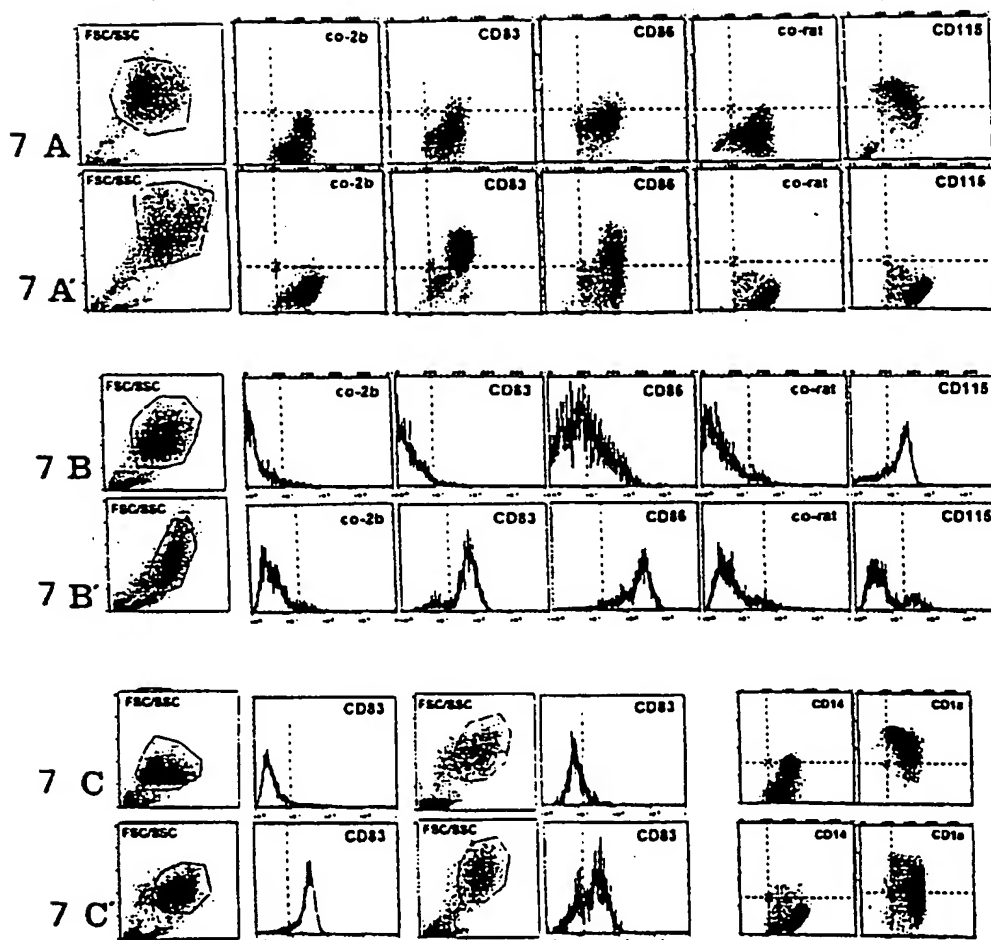 FSC/SSC co-2b CD83 CD86 co-rat CD115
7 A
FSC/SSC co-2b CD83 CD86 co-rat CD115
7 A'
FSC/SSC co-2b CD83 CD86 co-rat CD115
7 B
FSC/SSC co-2b CD83 CD86 co-rat CD115
7 B'
FSC/SSC CD83 FSC/SSC CD83 CD14 CD1a
7 C
FSC/SSC CD83 FSC/SSC CD83 CD14 CD1a
7 C'